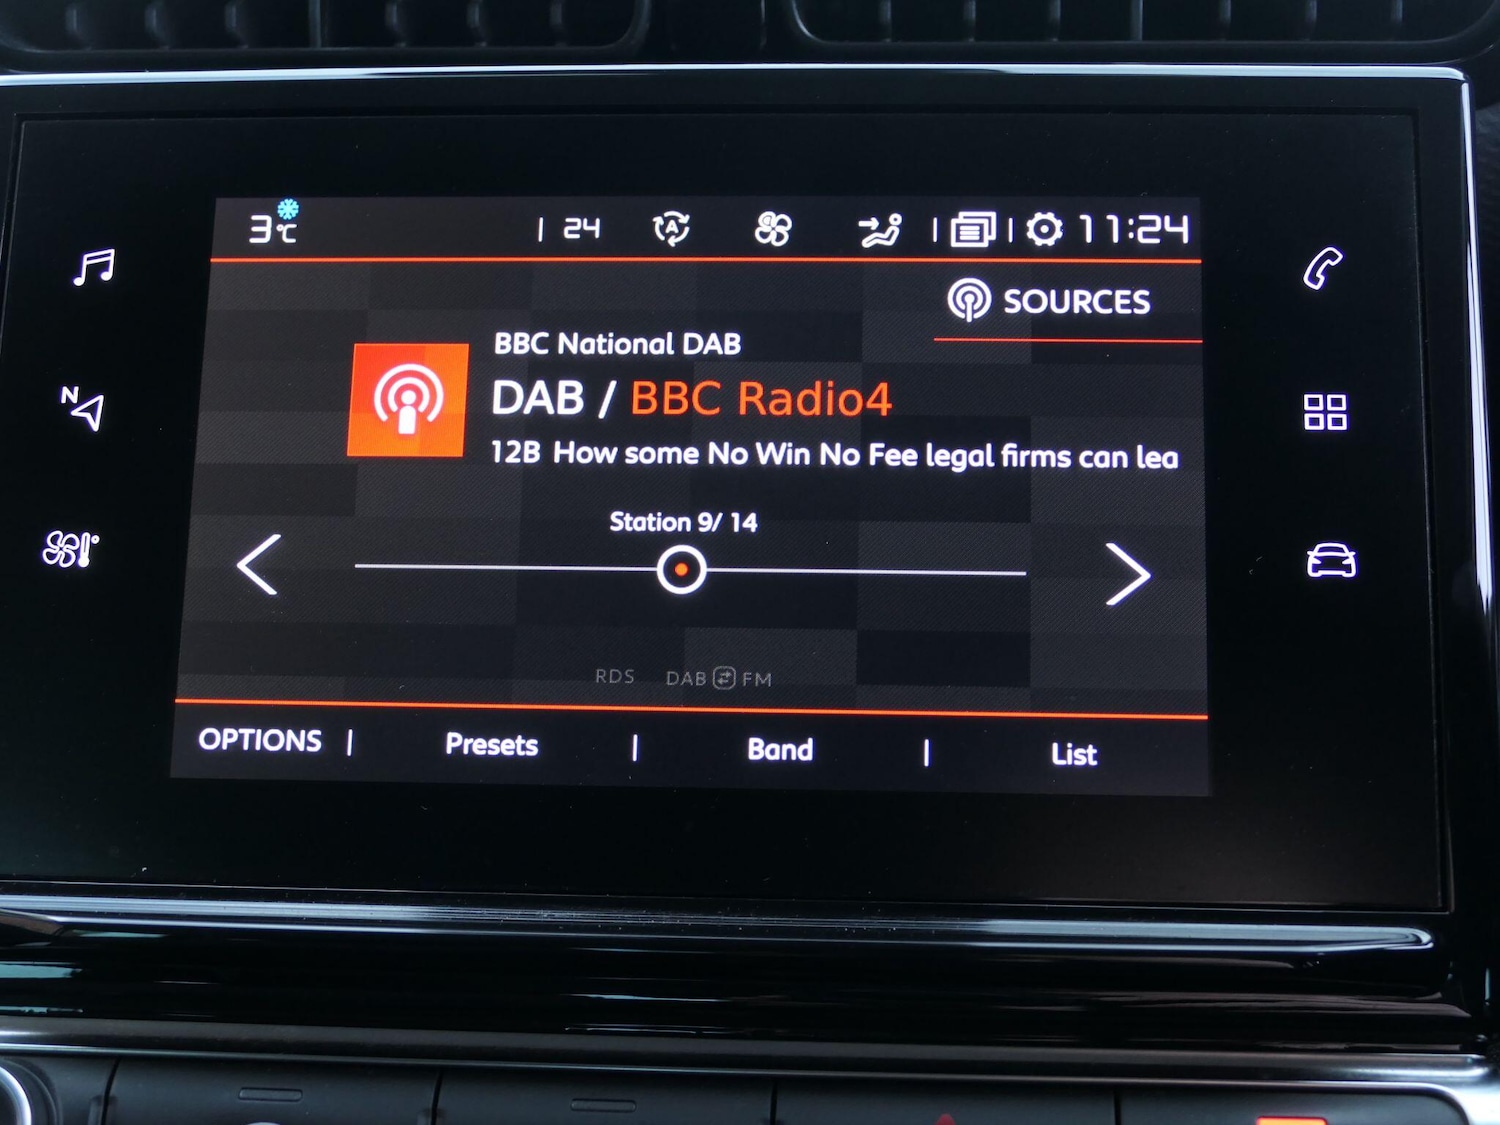 3°C | 24 | | 11:24
SOURCES
BBC National DAB
DAB / BBC Radio4
12B How some No Win No Fee legal firms can lea
Station 9/ 14
N
RDS DAB FM
OPTIONS | Presets | Band | List